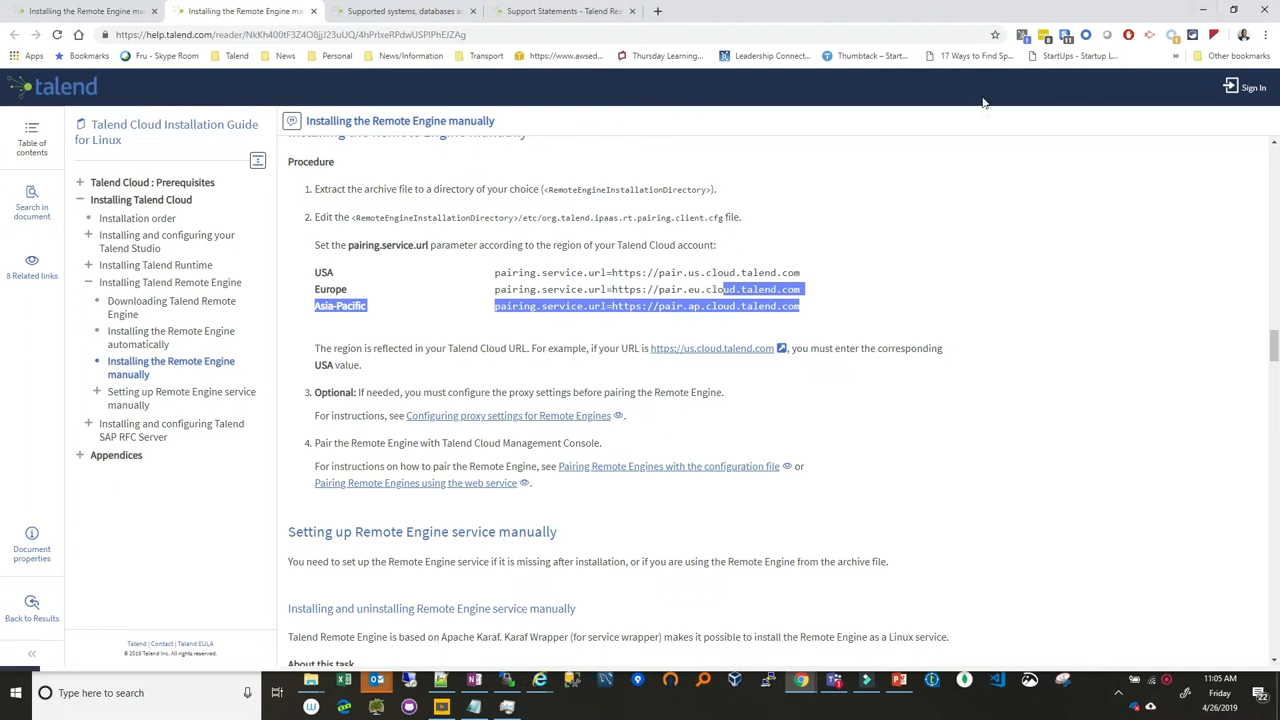 Installing the Remote Engine ma
Installing the Remote Engine ma
Supported systems, databases a
Support Statements - Talend Re
https://help.talend.com/reader/NkKh400tF3Z4O8jjJ23uUQ/4hPrlxeRPdwUSPlPhEJZAg
Apps
Bookmarks
Fru - Skype Room
Talend
News
Personal
News/Information
Transport
https://www.awsed...
Thursday Learning...
Leadership Connect...
Thumbtack – Start...
17 Ways to Find Sp...
StartUps - Startup L...
Other bookmarks
talend
Sign In
Table of contents
Search in document
8 Related links
Document properties
Back to Results
Talend Cloud Installation Guide
for Linux
Talend Cloud : Prerequisites
Installing Talend Cloud
Installation order
Installing and configuring your
Talend Studio
Installing Talend Runtime
Installing Talend Remote Engine
Downloading Talend Remote
Engine
Installing the Remote Engine
automatically
Installing the Remote Engine
manually
Setting up Remote Engine service
manually
Installing and configuring Talend
SAP RFC Server
Appendices
Talend | Contact | Talend EULA
© 2019 Talend Inc. All rights reserved.
Installing the Remote Engine manually
Installing the Remote Engine manually
Procedure
1. Extract the archive file to a directory of your choice (<RemoteEngineInstallationDirectory>).
2. Edit the <RemoteEngineInstallationDirectory>/etc/org.talend.ipaas.rt.pairing.client.cfg file.
Set the pairing.service.url parameter according to the region of your Talend Cloud account:
USA pairing.service.url=https://pair.us.cloud.talend.com
Europe pairing.service.url=https://pair.eu.cloud.talend.com
Asia-Pacific pairing.service.url=https://pair.ap.cloud.talend.com
The region is reflected in your Talend Cloud URL. For example, if your URL is https://us.cloud.talend.com , you must enter the corresponding
USA value.
3. Optional: If needed, you must configure the proxy settings before pairing the Remote Engine.
For instructions, see Configuring proxy settings for Remote Engines .
4. Pair the Remote Engine with Talend Cloud Management Console.
For instructions on how to pair the Remote Engine, see Pairing Remote Engines with the configuration file or
Pairing Remote Engines using the web service .
Setting up Remote Engine service manually
You need to set up the Remote Engine service if it is missing after installation, or if you are using the Remote Engine from the archive file.
Installing and uninstalling Remote Engine service manually
Talend Remote Engine is based on Apache Karaf. Karaf Wrapper (for service wrapper) makes it possible to install the Remote Engine as a Linux service.
About this task
Type here to search
11:05 AM
Friday
4/26/2019
22